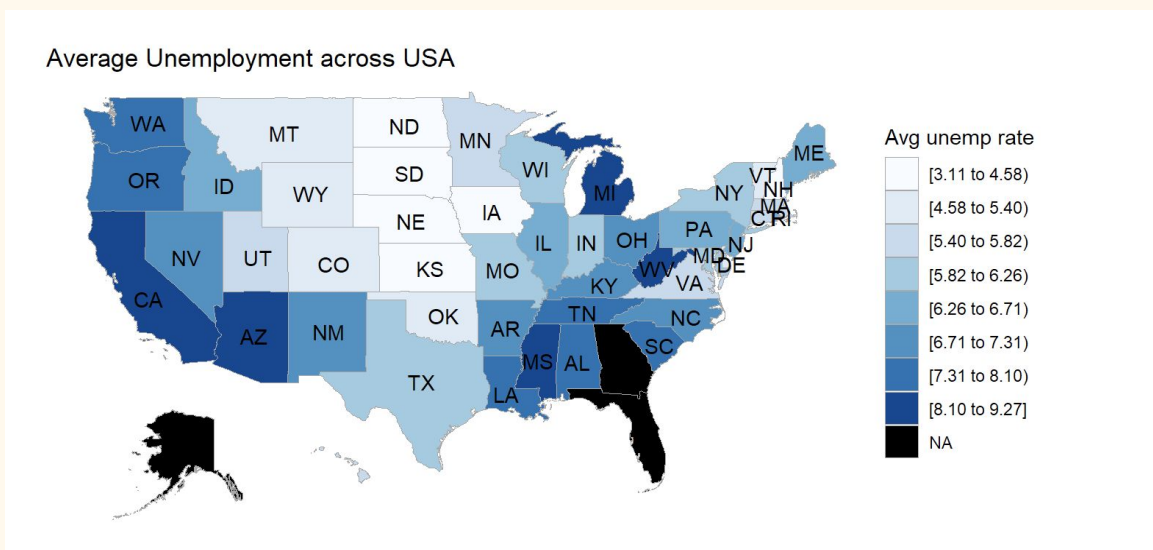 Average Unemployment across USA
WA
MT
ND
MN
ME
OR
ID
SD
WI
MI
VT
NH
NY
MA
WY
CT
RI
IA
NE
PA
NJ
NV
UT
CO
IL
IN
OH
MD
DE
KS
MO
WV
VA
KY
CA
AZ
NM
OK
AR
TN
NC
SC
MS
AL
TX
LA
Avg unemp rate
[3.11 to 4.58)
[4.58 to 5.40)
[5.40 to 5.82)
[5.82 to 6.26)
[6.26 to 6.71)
[6.71 to 7.31)
[7.31 to 8.10)
[8.10 to 9.27]
NA